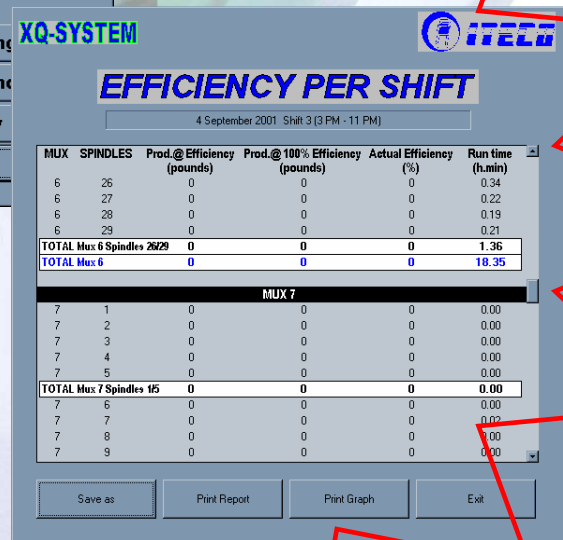 XQ-SYSTEM
ITECO
EFFICIENCY PER SHIFT
4 September 2001 Shift 3 (3 PM - 11 PM)
MUX SPINDLES Prod.@ Efficiency Prod.@ 100% Efficiency Actual Efficiency Run time
(pounds) (pounds) (%) (h.min)
6 26 0 0 0 0.34
6 27 0 0 0 0.22
6 28 0 0 0 0.19
6 29 0 0 0 0.21
TOTAL Mux 6 Spindles 26/29 0 0 0 1.36
TOTAL Mux 6 0 0 0 18.35
MUX 7
7 1 0 0 0 0.00
7 2 0 0 0 0.00
7 3 0 0 0 0.00
7 4 0 0 0 0.00
7 5 0 0 0 0.00
TOTAL Mux 7 Spindles 1/5 0 0 0 0.00
7 6 0 0 0 0.00
7 7 0 0 0 0.02
7 8 0 0 0 0.00
7 9 0 0 0 0.00
Save as Print Report Print Graph Exit